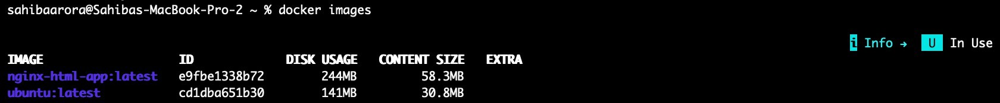 sahibaarora@Sahibas-MacBook-Pro-2 ~ % docker images
i Info → U In Use
IMAGE ID DISK USAGE CONTENT SIZE EXTRA
nginx-html-app:latest e9fbe1338b72 244MB 58.3MB
ubuntu:latest cd1dba651b30 141MB 30.8MB